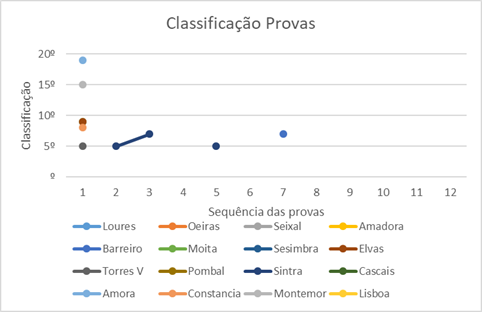 Classificação Provas
20º
15º
10º
5º
º
Classificação
1 2 3 4 5 6 7 8 9 10 11 12
Sequência das provas
Loures Oeiras Seixal Amadora
Barreiro Moita Sesimbra Elvas
Torres V Pombal Sintra Cascais
Amora Constancia Montemor Lisboa